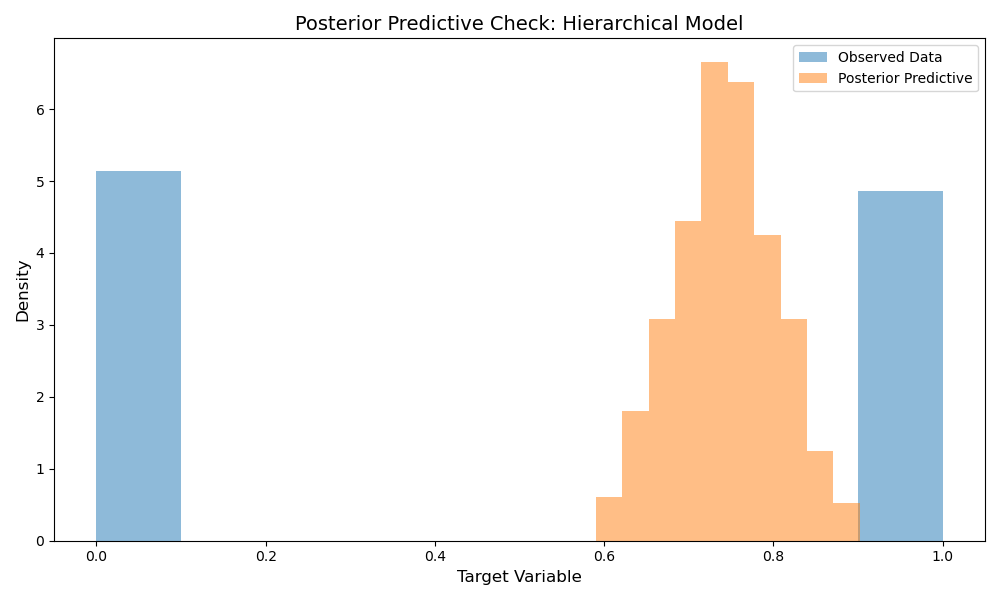 Posterior Predictive Check: Hierarchical Model
Observed Data
Posterior Predictive
Density
6
5
4
3
2
1
0
0.0 0.2 0.4 0.6 0.8 1.0
Target Variable